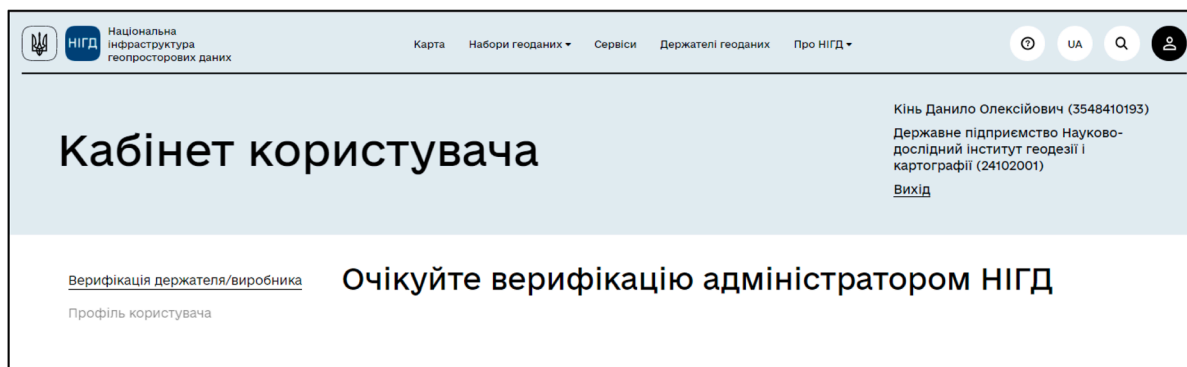 НІГД
Національна
інфраструктура
геопросторових даних
Карта Набори геоданих Сервіси Держателі геоданих Про НІГД
UA
Кінь Данило Олексійович (3548410193)
Державне підприємство Науково-
дослідний інститут геодезії і
картографії (24102001)
Вихід
Кабінет користувача
Верифікація держателя/виробника
Профіль користувача
Очікуйте верифікацію адміністратором НІГД